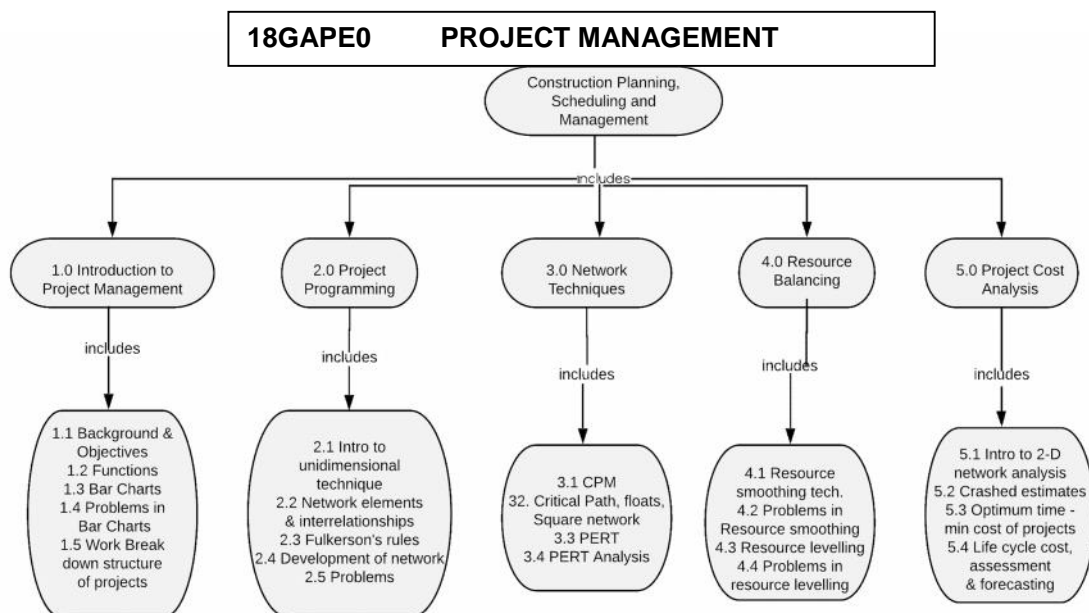 18GAPE0 PROJECT MANAGEMENT
Construction Planning,
Scheduling and
Management
includes
1.0 Introduction to
Project Management
2.0 Project
Programming
3.0 Network
Techniques
4.0 Resource
Balancing
5.0 Project Cost
Analysis
includes
includes
includes
includes
includes
1.1 Background &
Objectives
1.2 Functions
1.3 Bar Charts
1.4 Problems in
Bar Charts
1.5 Work Break
down structure
of projects
2.1 Intro to
unidimensional
technique
2.2 Network elements
& interrelationships
2.3 Fulkerson's rules
2.4 Development of network
2.5 Problems
3.1 CPM
32. Critical Path, floats,
Square network
3.3 PERT
3.4 PERT Analysis
4.1 Resource
smoothing tech.
4.2 Problems in
Resource smoothing
4.3 Resource levelling
4.4 Problems in
resource levelling
5.1 Intro to 2-D
network analysis
5.2 Crashed estimates
5.3 Optimum time -
min cost of projects
5.4 Life cycle cost,
assessment
& forecasting